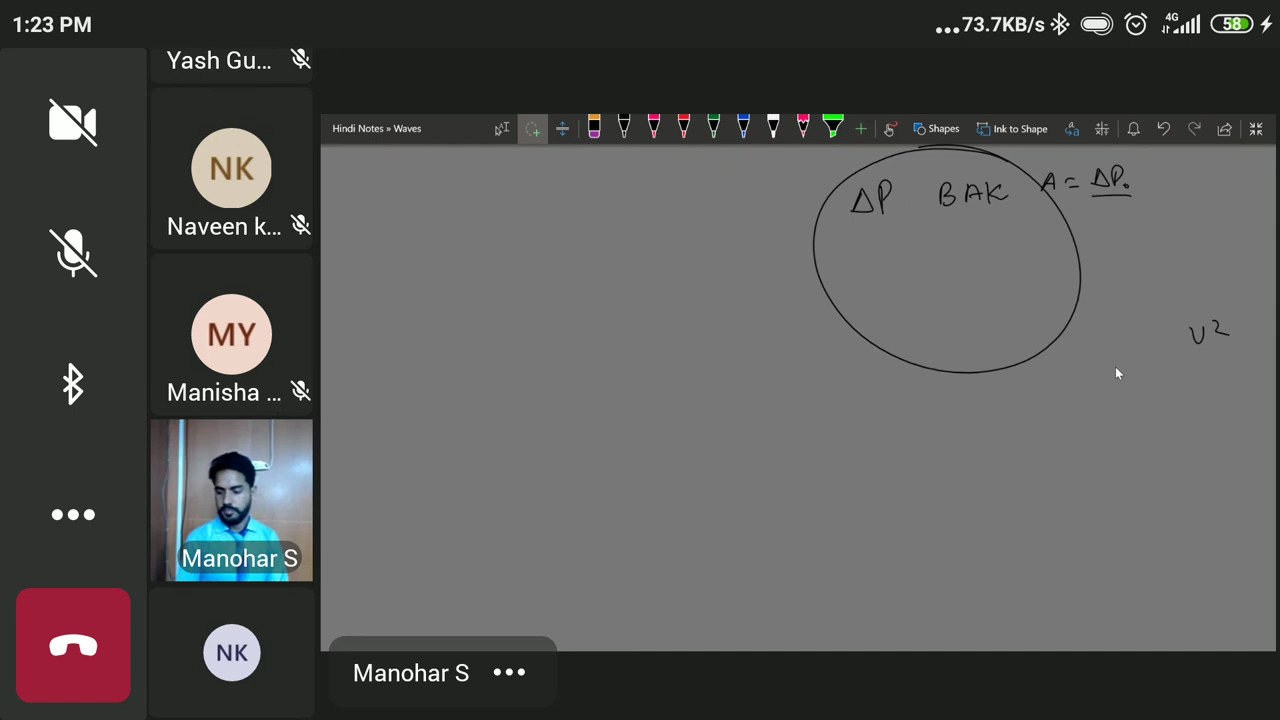 1:23 PM
...73.7KB/s 4G 58
Yash Gu...
NK
Naveen k...
MY
Manisha ...
Manohar S
NK
Hindi Notes » Waves
Shapes
Ink to Shape
ΔP BAK A = ΔP₀
v²
Manohar S